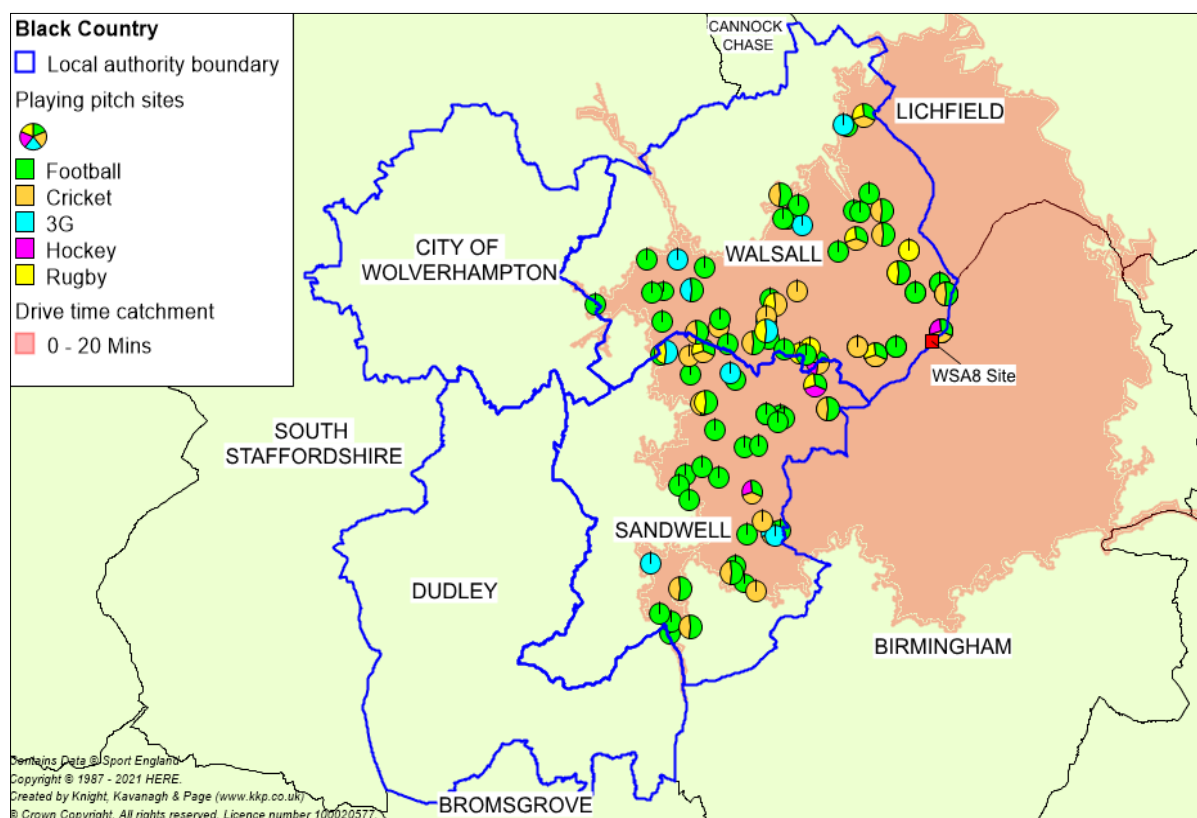 Black Country
Local authority boundary
Playing pitch sites
Football
Cricket
3G
Hockey
Rugby
Drive time catchment
0 - 20 Mins
CANNOCK
CHASE
LICHFIELD
CITY OF
WOLVERHAMPTON
WALSALL
WSA8 Site
SOUTH
STAFFORDSHIRE
SANDWELL
DUDLEY
BIRMINGHAM
BROMSGROVE
Contains Data © Sport England
Copyright © 1987 - 2021 HERE.
Created by Knight, Kavanagh & Page (www.kkp.co.uk)
© Crown Copyright. All rights reserved. Licence number 100020577.